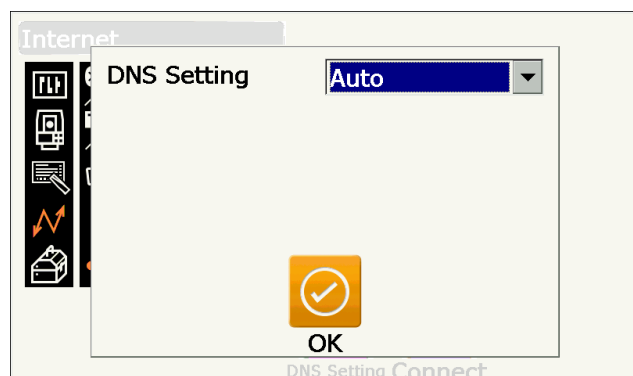 Internet
DNS Setting
Auto
OK
DNS Setting Connect